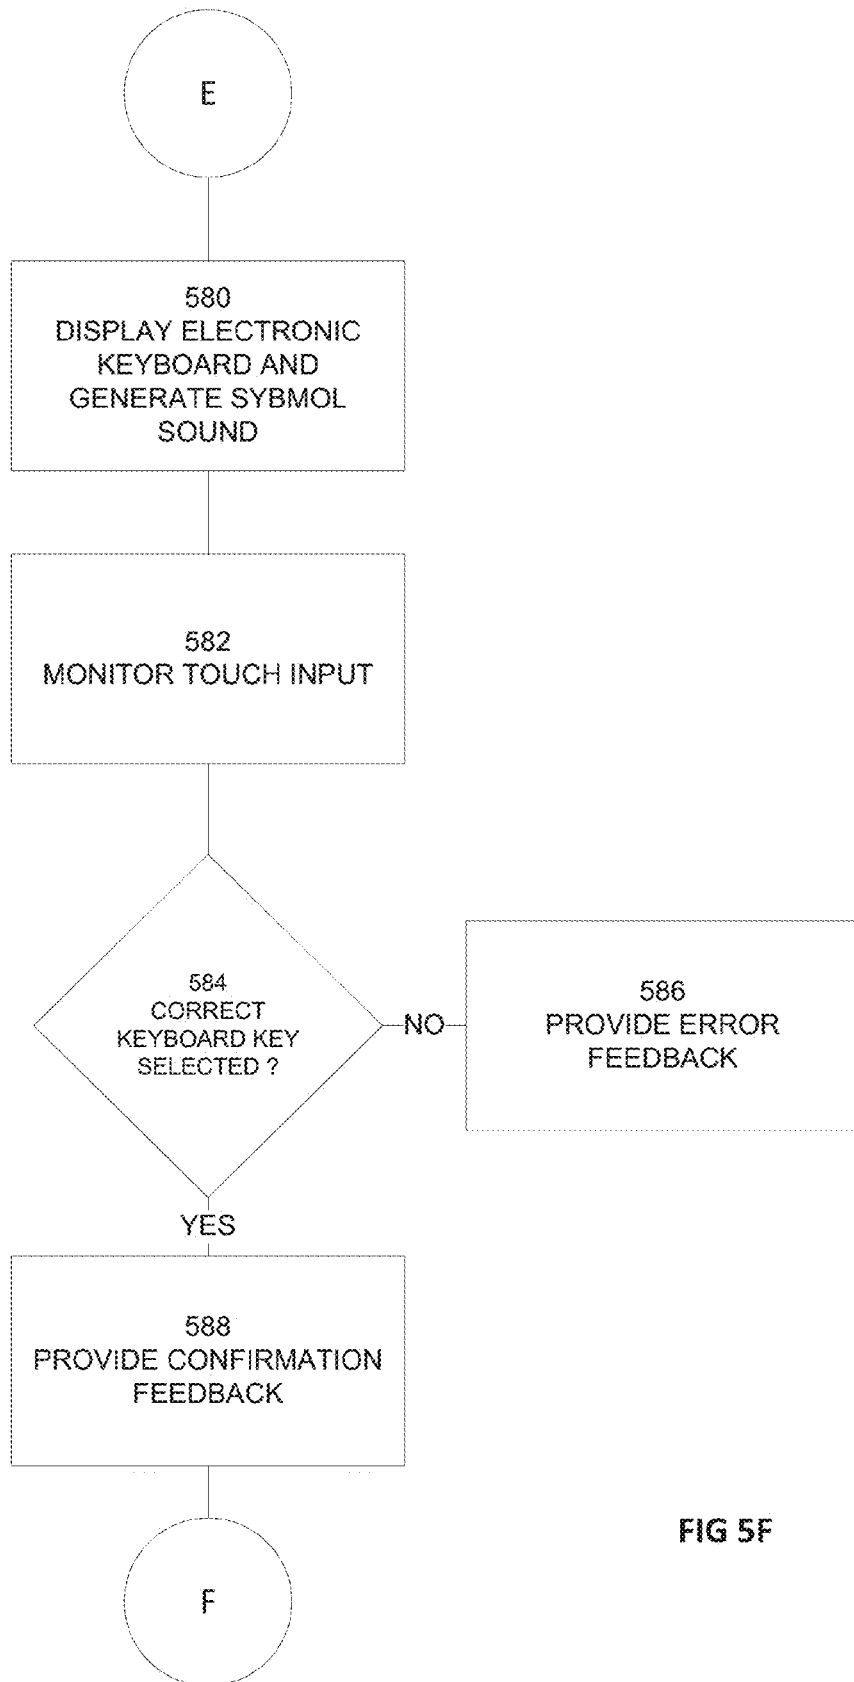 E
580
DISPLAY ELECTRONIC
KEYBOARD AND
GENERATE SYBMOL
SOUND
582
MONITOR TOUCH INPUT
584
CORRECT
KEYBOARD KEY
SELECTED ?
NO
586
PROVIDE ERROR
FEEDBACK
YES
588
PROVIDE CONFIRMATION
FEEDBACK
FIG 5F
F